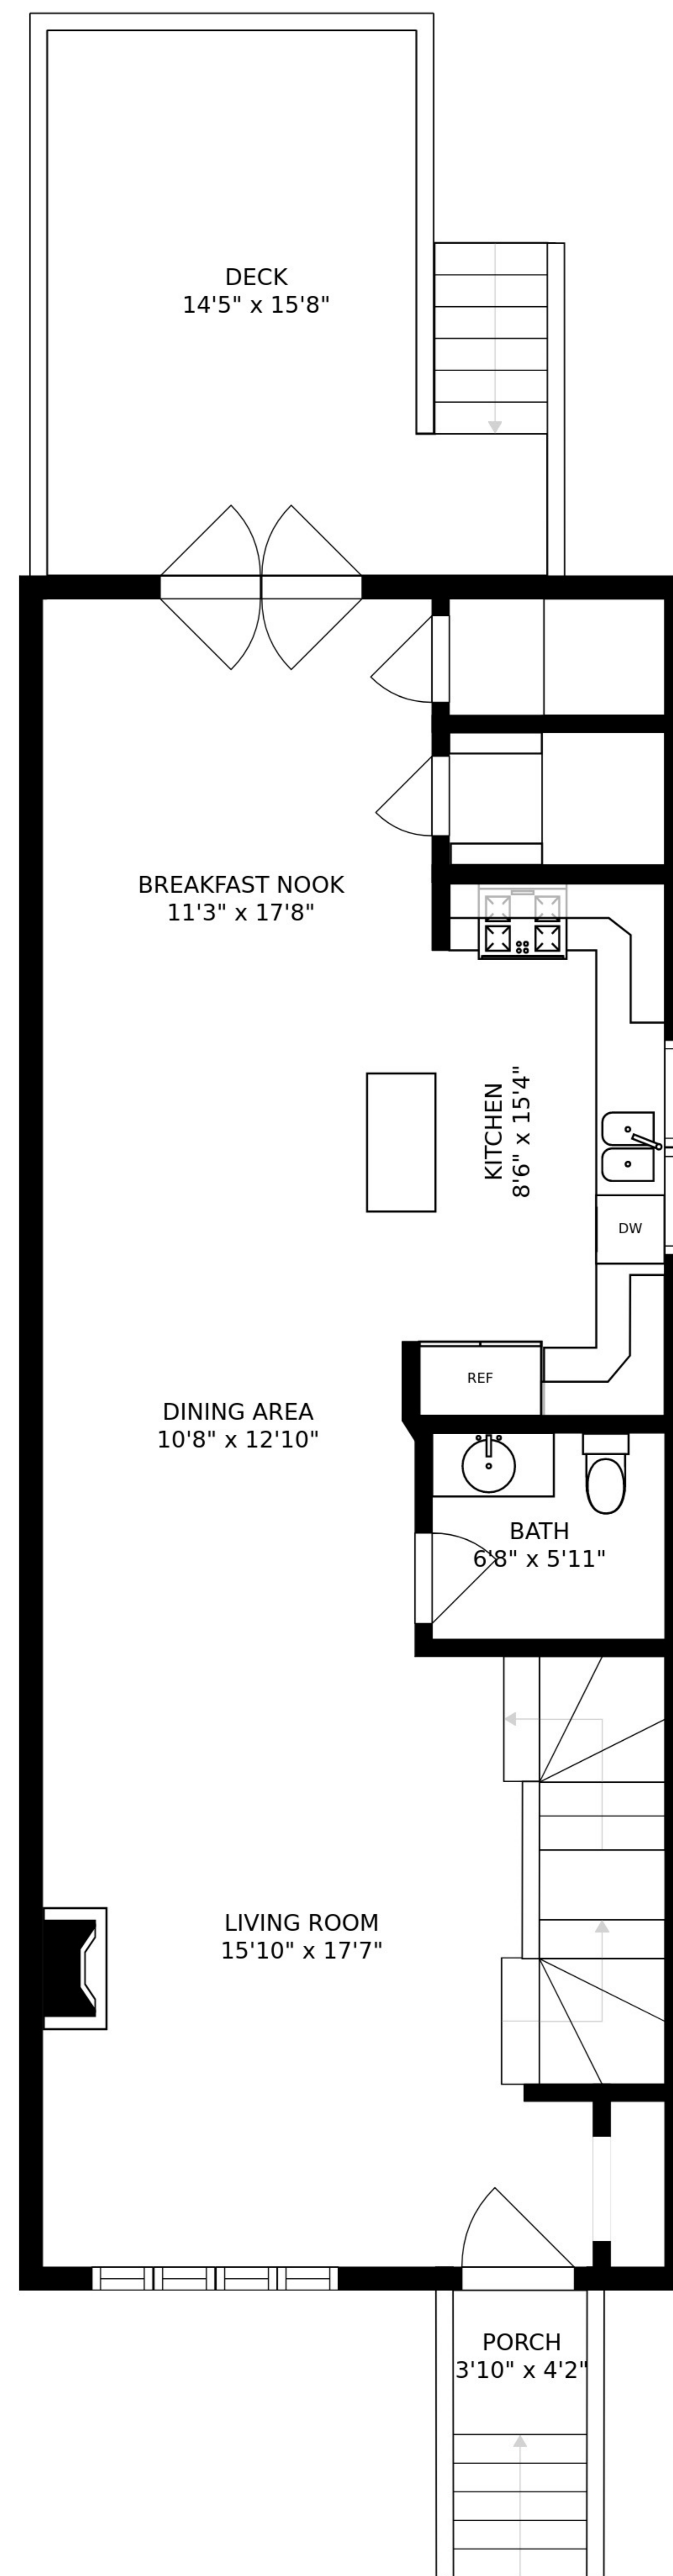 DECK
14'5" x 15'8"
BREAKFAST NOOK
11'3" x 17'8"
KITCHEN
8'6" x 15'4"
DW
REF
DINING AREA
10'8" x 12'10"
BATH
6'8" x 5'11"
LIVING ROOM
15'10" x 17'7"
PORCH
3'10" x 4'2"